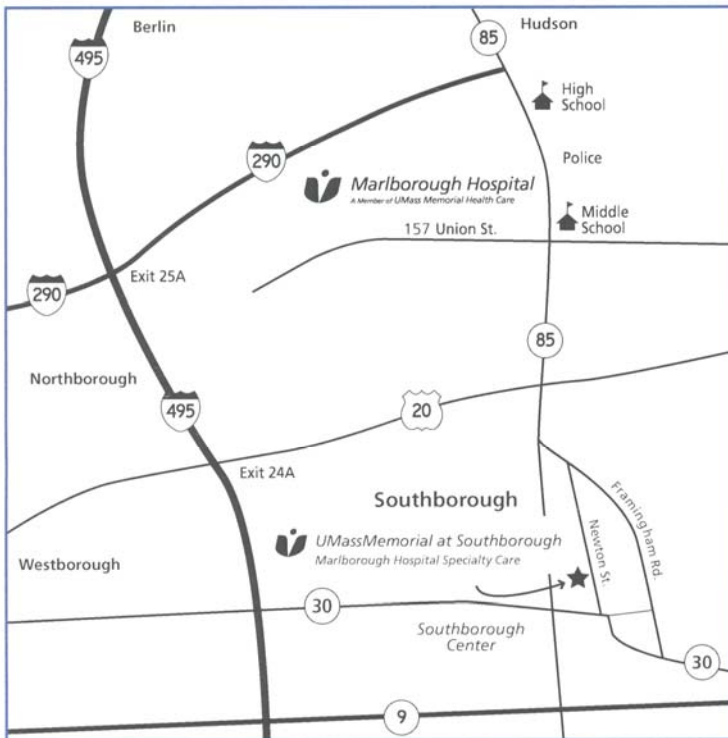 Berlin
85
Hudson
495
High
School
290
Police
Marlborough Hospital
A Member of UMass Memorial Health Care
Middle
School
157 Union St.
Exit 25A
290
85
Northborough
495
20
Exit 24A
Southborough
Framingham Rd.
Newton St.
UMassMemorial at Southborough
Marlborough Hospital Specialty Care
Westborough
30
Southborough
Center
30
9